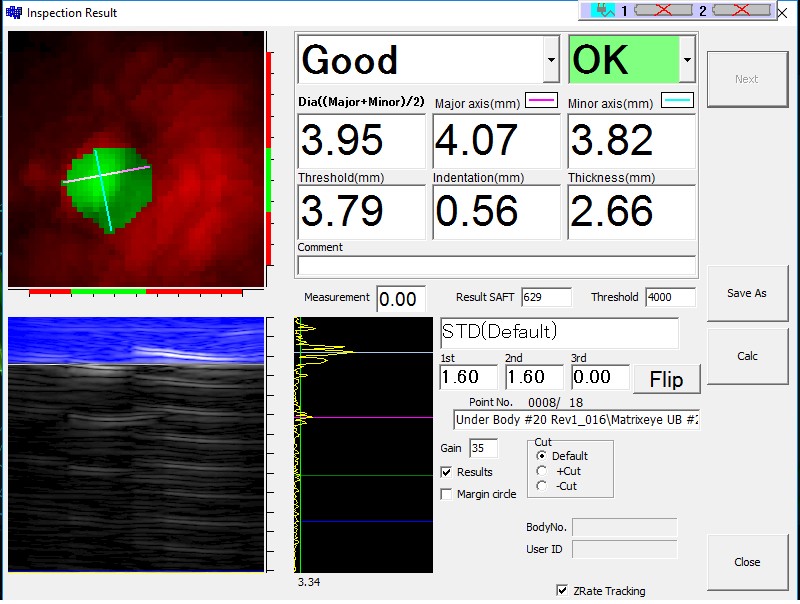 Inspection Result
1 2
Good OK
Next
Dia((Major+Minor)/2) Major axis(mm) Minor axis(mm)
3.95 4.07 3.82
Threshold(mm) Indentation(mm) Thickness(mm)
3.79 0.56 2.66
Comment
Measurement 0.00 Result SAFT 629 Threshold 4000
Save As
STD(Default)
Calc
1st 2nd 3rd
1.60 1.60 0.00 Flip
Point No. 0008/ 18
Under Body #20 Rev1_016\Matrixeye UB #2
Gain 35
Cut
Default
Results
+Cut
-Cut
Margin circle
BodyNo.
User ID
Close
3.34
ZRate Tracking